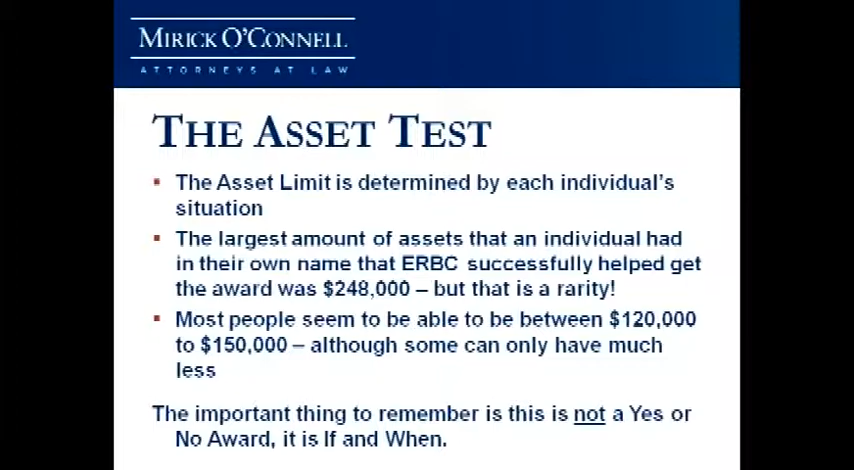 MIRICK O'CONNELL
ATTORNEYS AT LAW
THE ASSET TEST
▪ The Asset Limit is determined by each individual's
situation
▪ The largest amount of assets that an individual had
in their own name that ERBC successfully helped get
the award was $248,000 – but that is a rarity!
▪ Most people seem to be able to be between $120,000
to $150,000 – although some can only have much
less
The important thing to remember is this is not a Yes or
No Award, it is If and When.